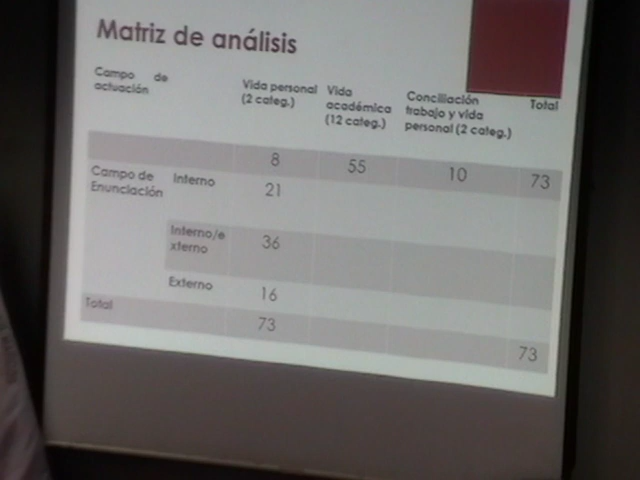 Matriz de análisis
Campo de
actuación
Vida personal
(2 categ.)
Vida
académica
(12 categ.)
Conciliación
trabajo y vida
personal (2 categ.)
Total
8 55 10 73
Campo de
Enunciación
Interno 21
Interno/e
xterno
36
Externo 16
Total 73
73